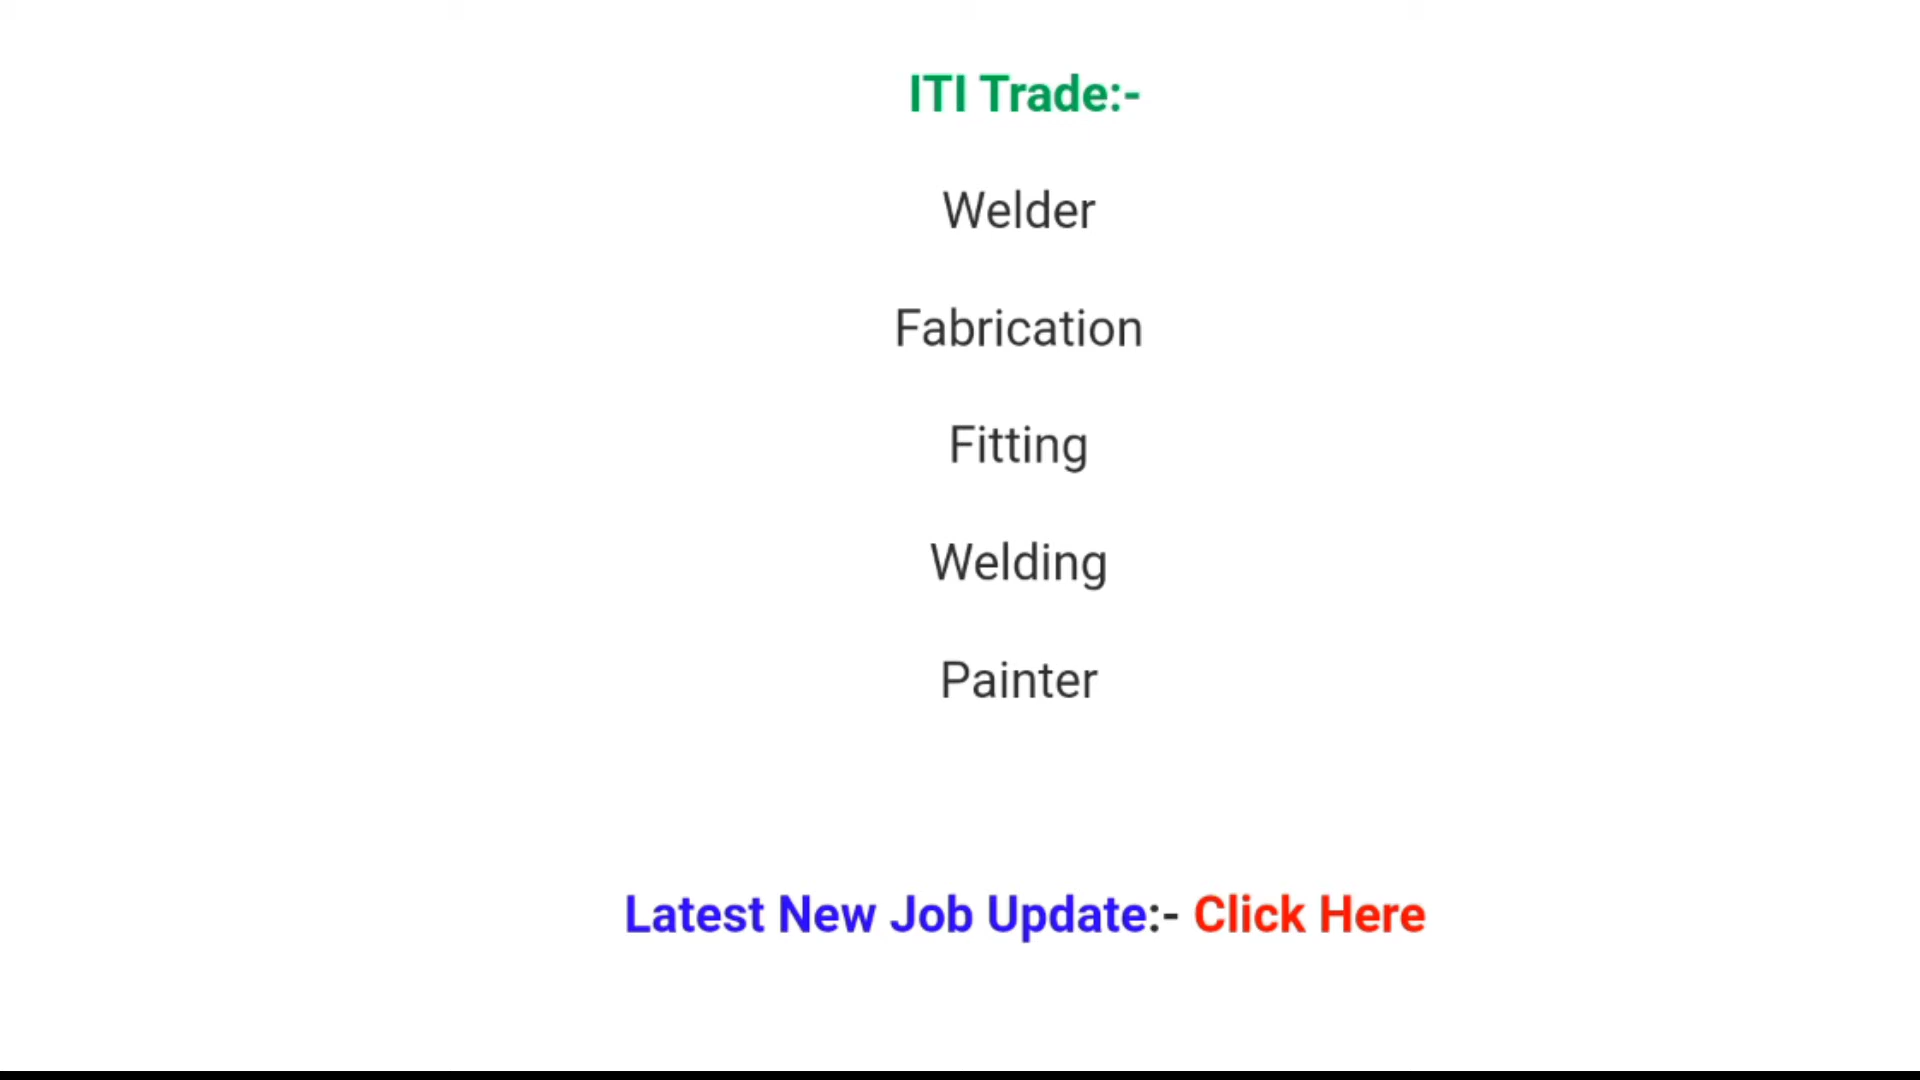 ITI Trade:-
Welder
Fabrication
Fitting
Welding
Painter
Latest New Job Update:- Click Here